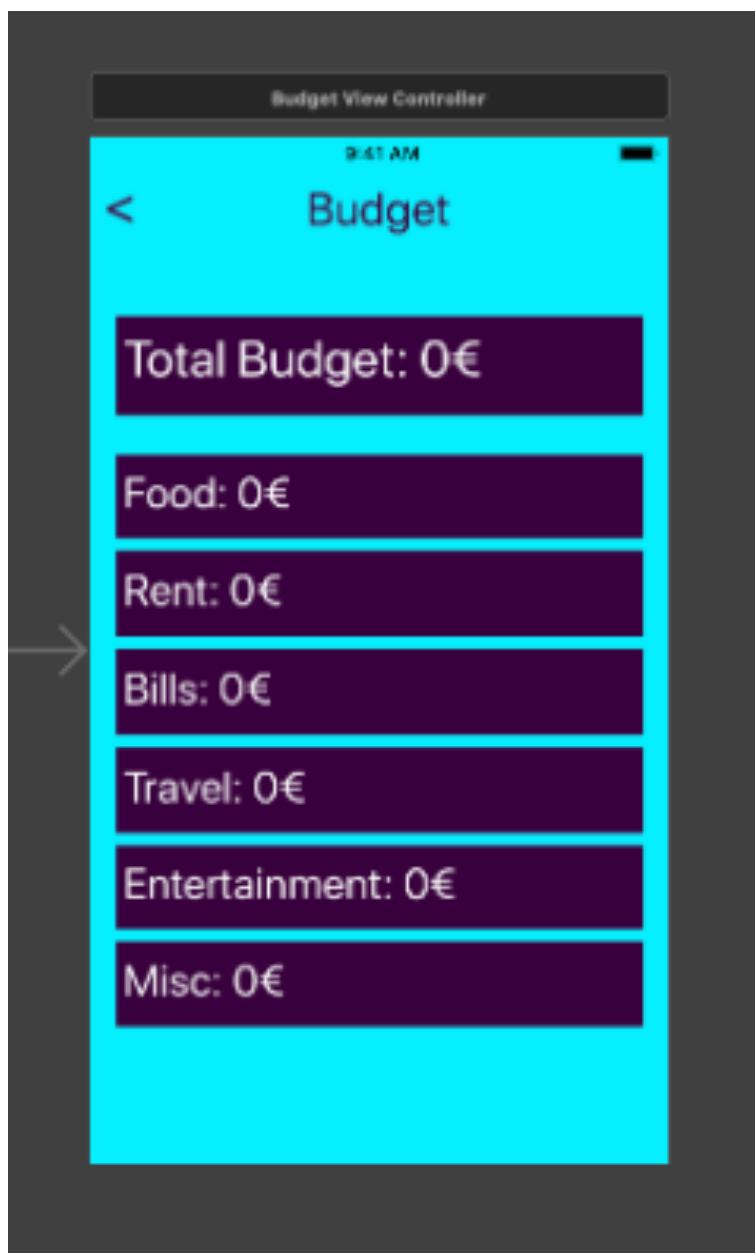 Budget View Controller
9:41 AM
< Budget
Total Budget: 0€
Food: 0€
Rent: 0€
Bills: 0€
Travel: 0€
Entertainment: 0€
Misc: 0€